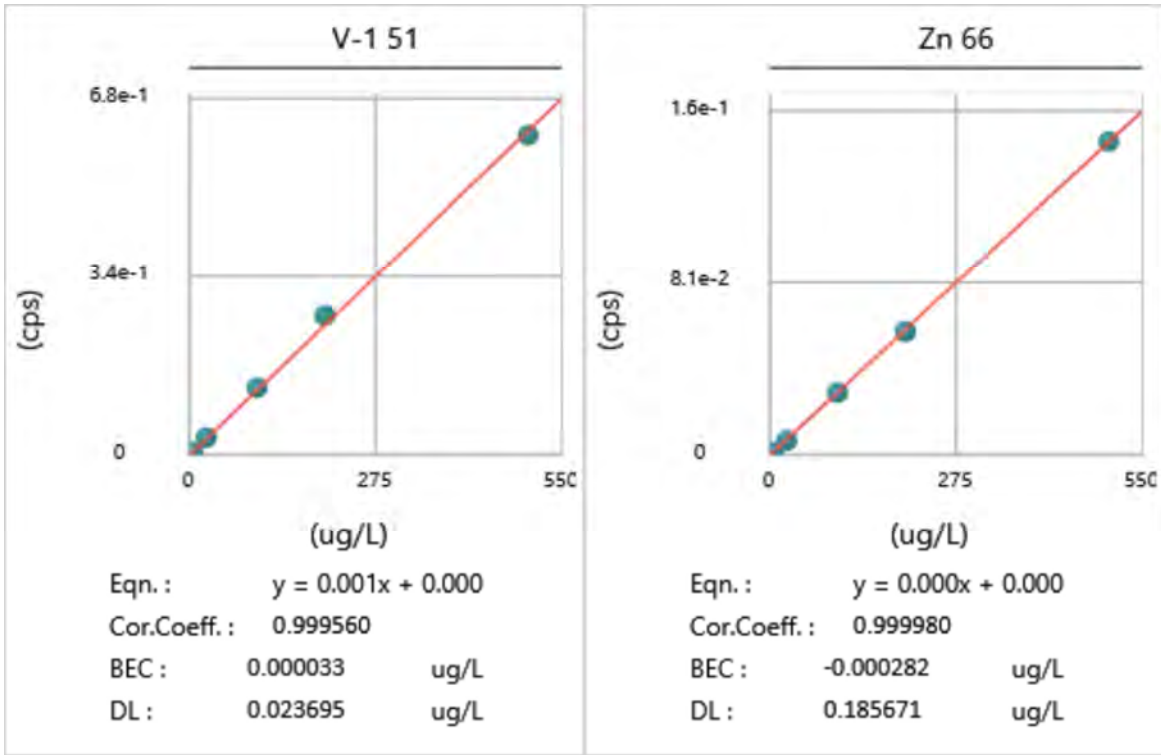 V-1 51
6.8e-1
3.4e-1
0
(cps)
0 275 550
(ug/L)
Eqn. : y = 0.001x + 0.000
Cor.Coeff. : 0.999560
BEC : 0.000033 ug/L
DL : 0.023695 ug/L
Zn 66
1.6e-1
8.1e-2
0
(cps)
0 275 550
(ug/L)
Eqn. : y = 0.000x + 0.000
Cor.Coeff. : 0.999980
BEC : -0.000282 ug/L
DL : 0.185671 ug/L